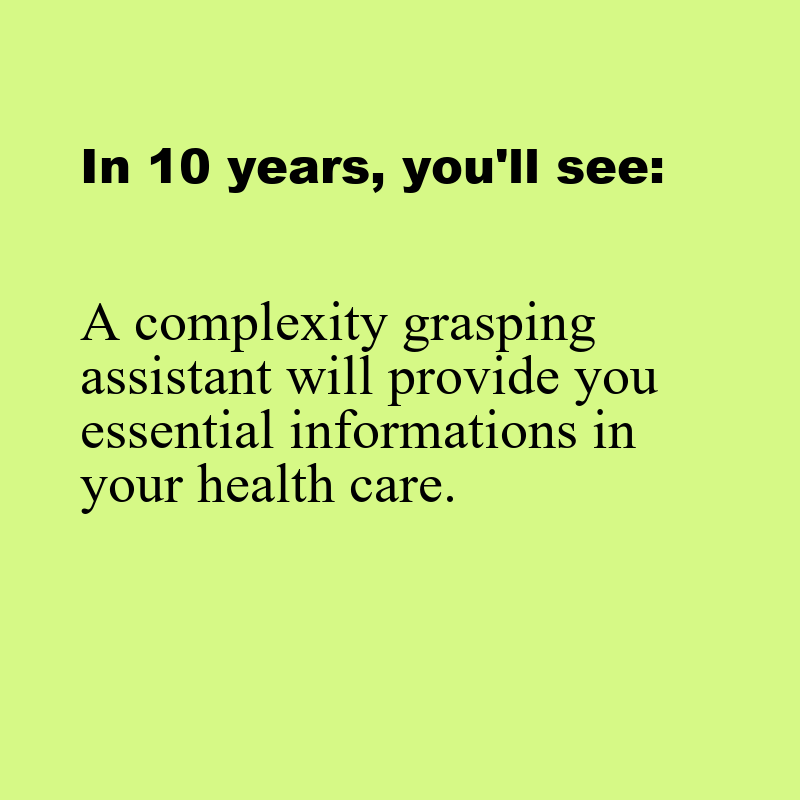 In 10 years, you'll see:
A complexity grasping
assistant will provide you
essential informations in
your health care.